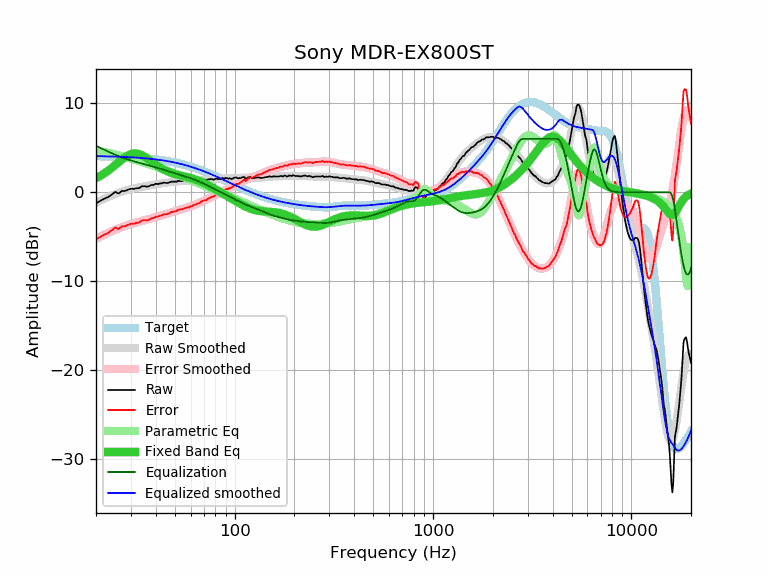 Sony MDR-EX800ST
Amplitude (dBr)
10
0
−10
−20
−30
Target
Raw Smoothed
Error Smoothed
Raw
Error
Parametric Eq
Fixed Band Eq
Equalization
Equalized smoothed
100
1000
10000
Frequency (Hz)